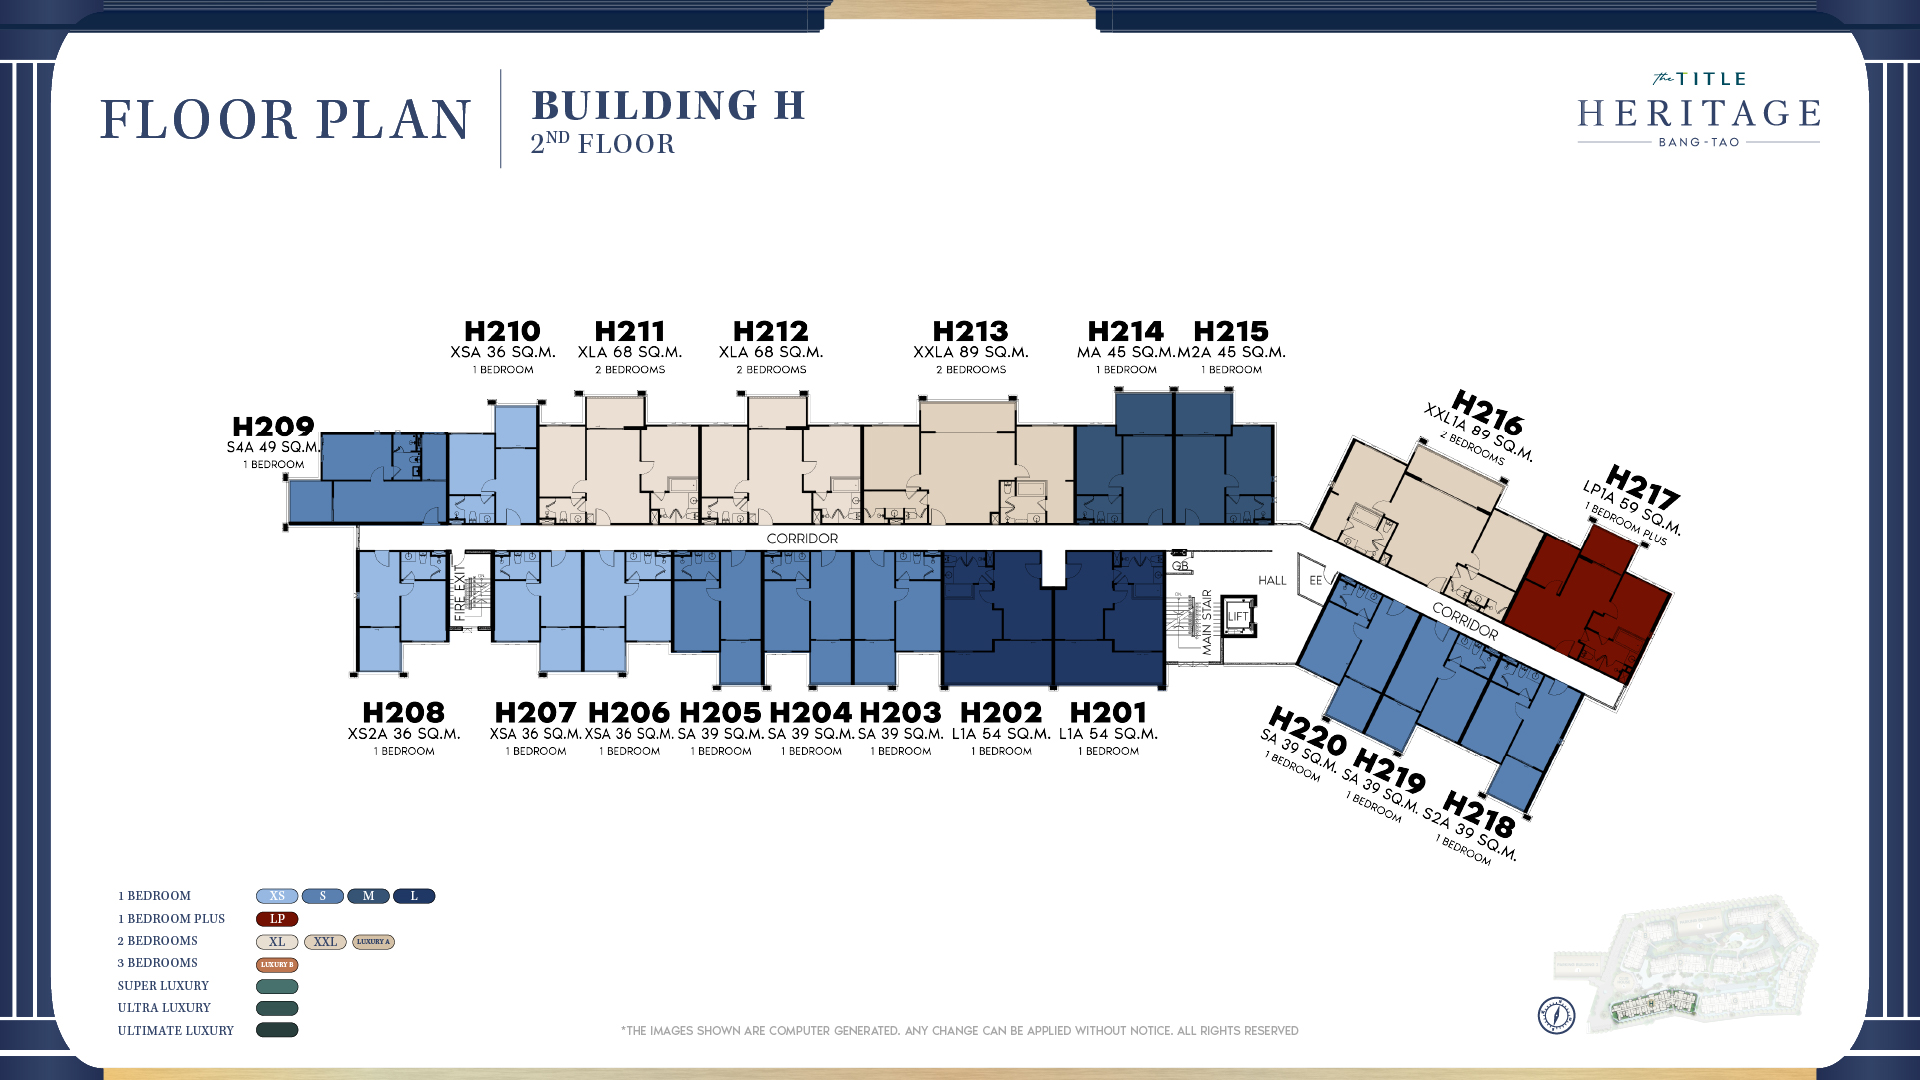 FLOOR PLAN
BUILDING H
2ND FLOOR
the TITLE
HERITAGE
BANG-TAO
H210
XSA 36 SQ.M.
1 BEDROOM
H211
XLA 68 SQ.M.
2 BEDROOMS
H212
XLA 68 SQ.M.
2 BEDROOMS
H213
XXLA 89 SQ.M.
2 BEDROOMS
H214
MA 45 SQ.M.
1 BEDROOM
H215
M2A 45 SQ.M.
1 BEDROOM
H209
S4A 49 SQ.M.
1 BEDROOM
H216
XXL1A 89 SQ.M.
2 BEDROOMS
H217
LP1A 59 SQ.M.
1 BEDROOM PLUS
CORRIDOR
FIRE EXIT
GB.
HALL
EE
MAIN STAIR
LIFT
CORRIDOR
H208
XS2A 36 SQ.M.
1 BEDROOM
H207
XSA 36 SQ.M.
1 BEDROOM
H206
XSA 36 SQ.M.
1 BEDROOM
H205
SA 39 SQ.M.
1 BEDROOM
H204
SA 39 SQ.M.
1 BEDROOM
H203
SA 39 SQ.M.
1 BEDROOM
H202
L1A 54 SQ.M.
1 BEDROOM
H201
L1A 54 SQ.M.
1 BEDROOM
H220
SA 39 SQ.M.
1 BEDROOM
H219
SA 39 SQ.M.
1 BEDROOM
H218
S2A 39 SQ.M.
1 BEDROOM
1 BEDROOM XS S M L
1 BEDROOM PLUS LP
2 BEDROOMS XL XXL LUXURY A
3 BEDROOMS LUXURY B
SUPER LUXURY
ULTRA LUXURY
ULTIMATE LUXURY
*THE IMAGES SHOWN ARE COMPUTER GENERATED. ANY CHANGE CAN BE APPLIED WITHOUT NOTICE. ALL RIGHTS RESERVED